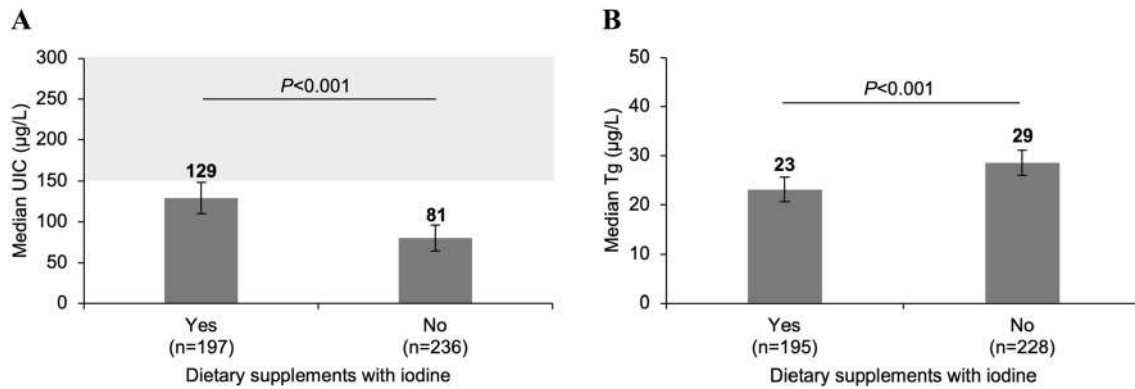 A
Median UIC (µg/L)
300
250
200
150
100
50
0
P<0.001
129
81
Yes
(n=197)
No
(n=236)
Dietary supplements with iodine
B
Median Tg (µg/L)
50
40
30
20
10
0
P<0.001
23
29
Yes
(n=195)
No
(n=228)
Dietary supplements with iodine